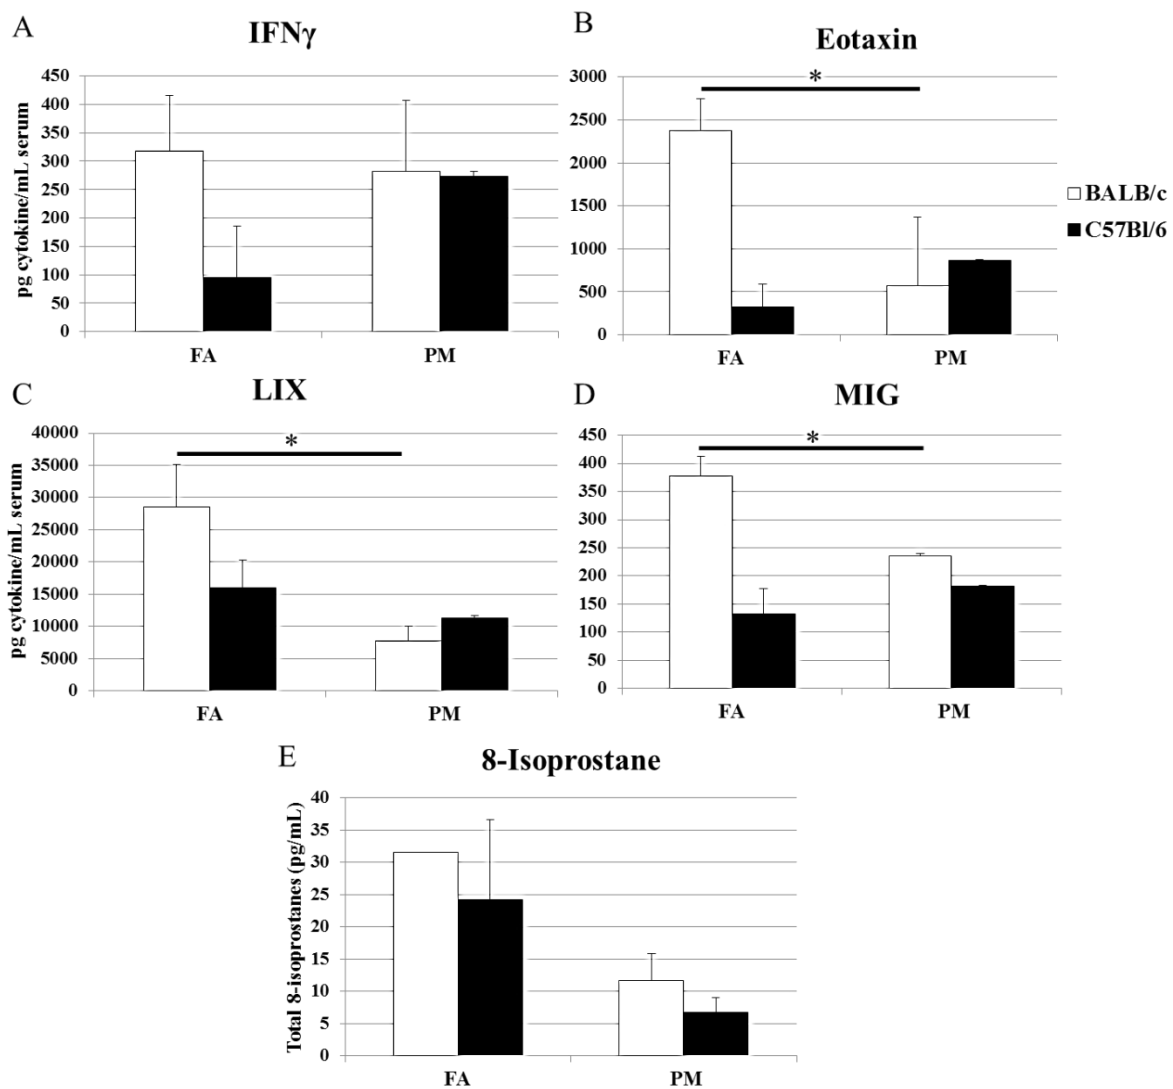 A
IFNγ
pg cytokine/mL serum
450
400
350
300
250
200
150
100
50
0
FA
PM
B
Eotaxin
*
3000
2500
2000
1500
1000
500
0
FA
PM
BALB/c
C57Bl/6
C
LIX
*
pg cytokine/mL serum
40000
35000
30000
25000
20000
15000
10000
5000
0
FA
PM
D
MIG
*
450
400
350
300
250
200
150
100
50
0
FA
PM
E
8-Isoprostane
Total 8-isoprostanes (pg/mL)
40
35
30
25
20
15
10
5
0
FA
PM